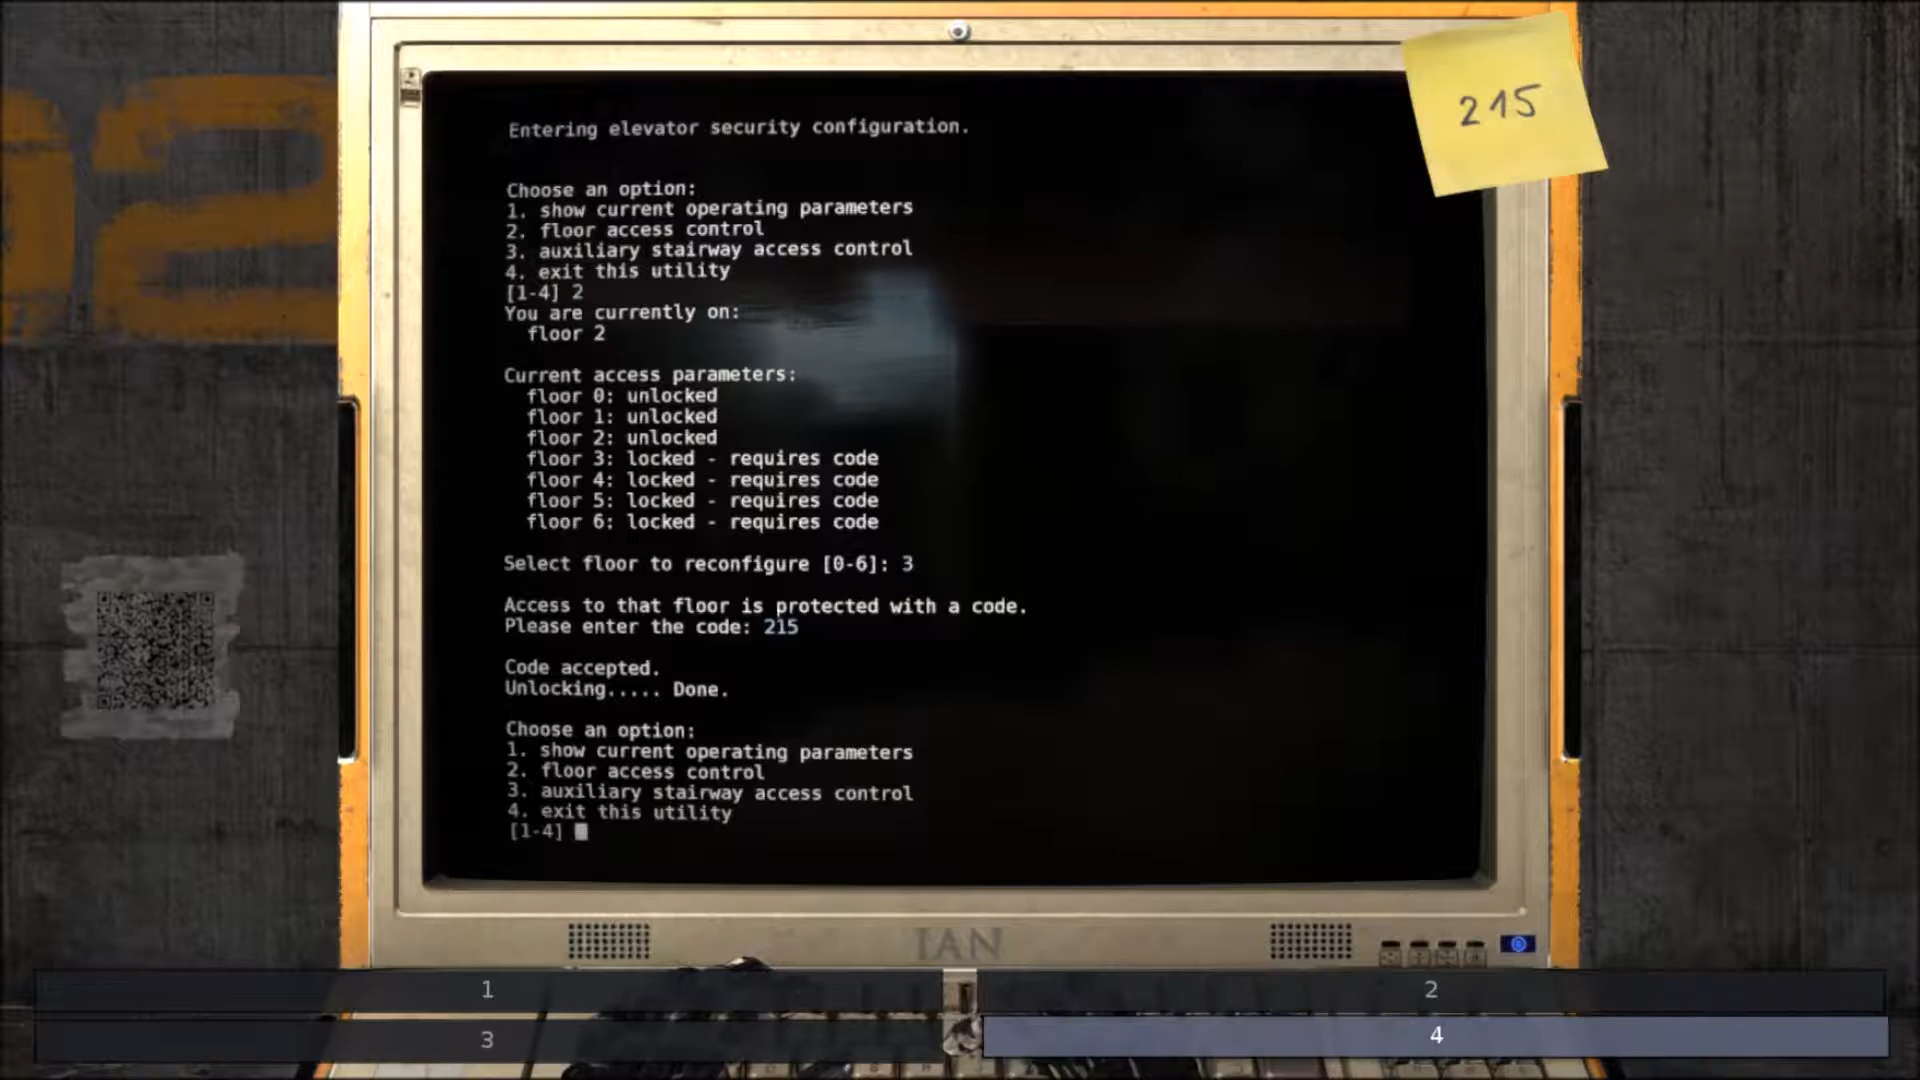 02
215
Entering elevator security configuration.
Choose an option:
1. show current operating parameters
2. floor access control
3. auxiliary stairway access control
4. exit this utility
[1-4] 2
You are currently on:
floor 2
Current access parameters:
floor 0: unlocked
floor 1: unlocked
floor 2: unlocked
floor 3: locked - requires code
floor 4: locked - requires code
floor 5: locked - requires code
floor 6: locked - requires code
Select floor to reconfigure [0-6]: 3
Access to that floor is protected with a code.
Please enter the code: 215
Code accepted.
Unlocking..... Done.
Choose an option:
1. show current operating parameters
2. floor access control
3. auxiliary stairway access control
4. exit this utility
[1-4]
IAN
1
2
3
4